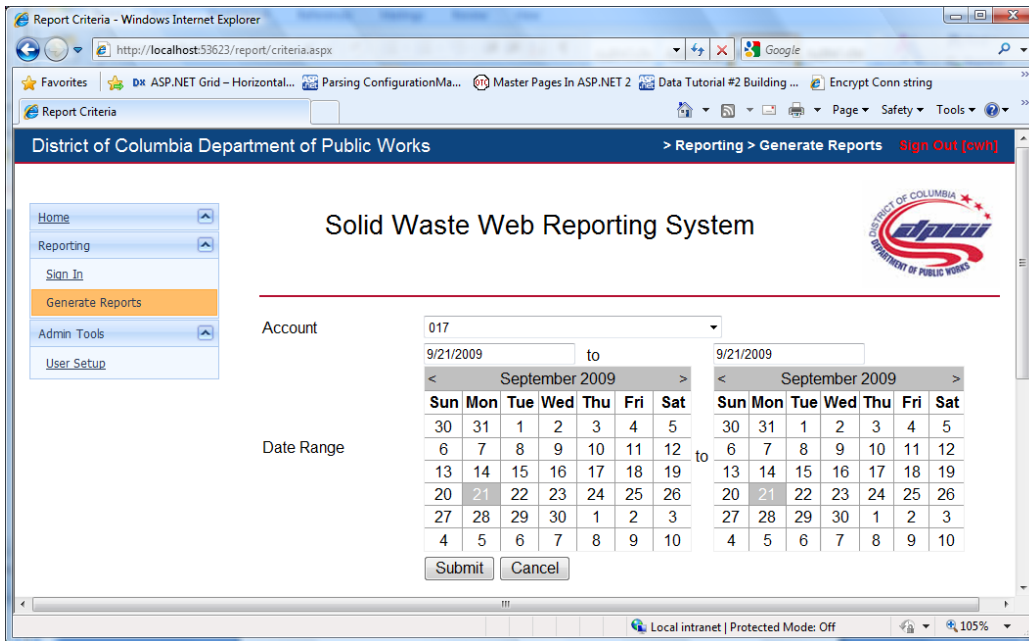 Report Criteria - Windows Internet Explorer
http://localhost:53623/report/criteria.aspx
Google
Favorites DX ASP.NET Grid – Horizontal... Parsing ConfigurationMa... OTC Master Pages In ASP.NET 2 Data Tutorial #2 Building ... Encrypt Conn string
Report Criteria
Page Safety Tools
District of Columbia Department of Public Works > Reporting > Generate Reports Sign Out [cwh]
Home
Reporting
Sign In
Generate Reports
Admin Tools
User Setup
Solid Waste Web Reporting System
DISTRICT OF COLUMBIA
dpw
DEPARTMENT OF PUBLIC WORKS
Account 017
9/21/2009 to 9/21/2009
Date Range
< September 2009 >
Sun Mon Tue Wed Thu Fri Sat
30 31 1 2 3 4 5
6 7 8 9 10 11 12
13 14 15 16 17 18 19
20 21 22 23 24 25 26
27 28 29 30 1 2 3
4 5 6 7 8 9 10
to
< September 2009 >
Sun Mon Tue Wed Thu Fri Sat
30 31 1 2 3 4 5
6 7 8 9 10 11 12
13 14 15 16 17 18 19
20 21 22 23 24 25 26
27 28 29 30 1 2 3
4 5 6 7 8 9 10
Submit Cancel
Local intranet | Protected Mode: Off 105%